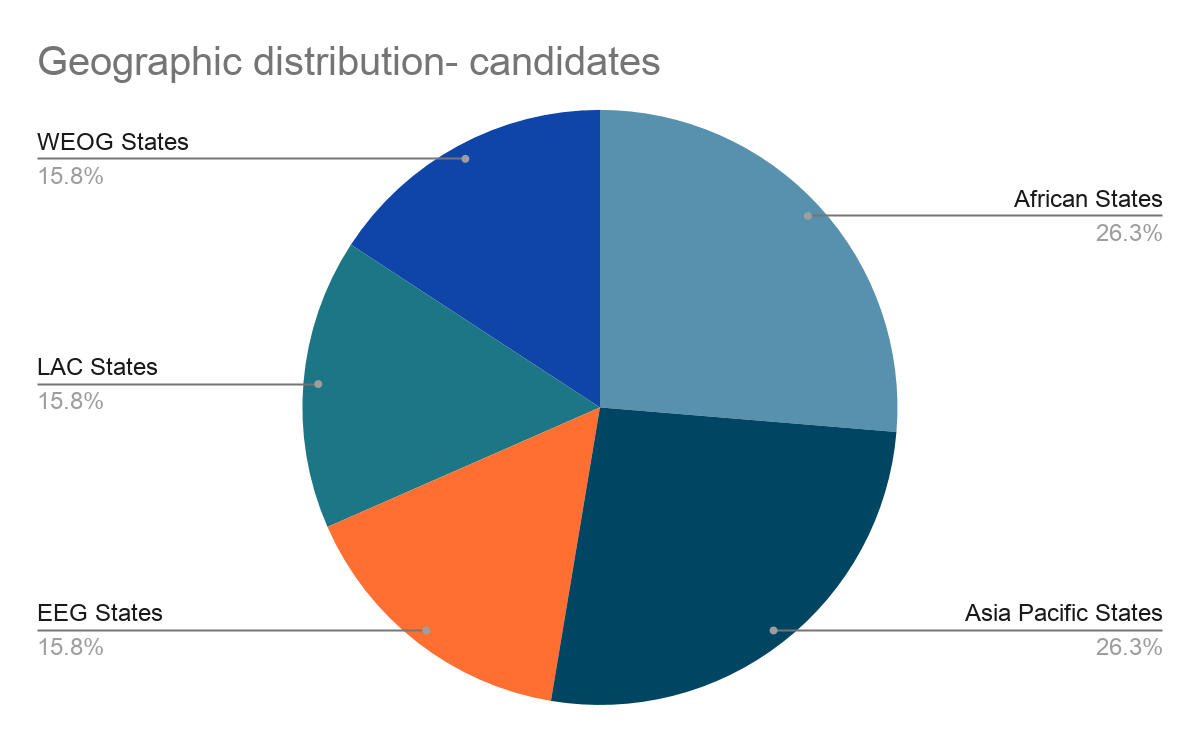 Geographic distribution- candidates
WEOG States
15.8%
African States
26.3%
LAC States
15.8%
EEG States
15.8%
Asia Pacific States
26.3%